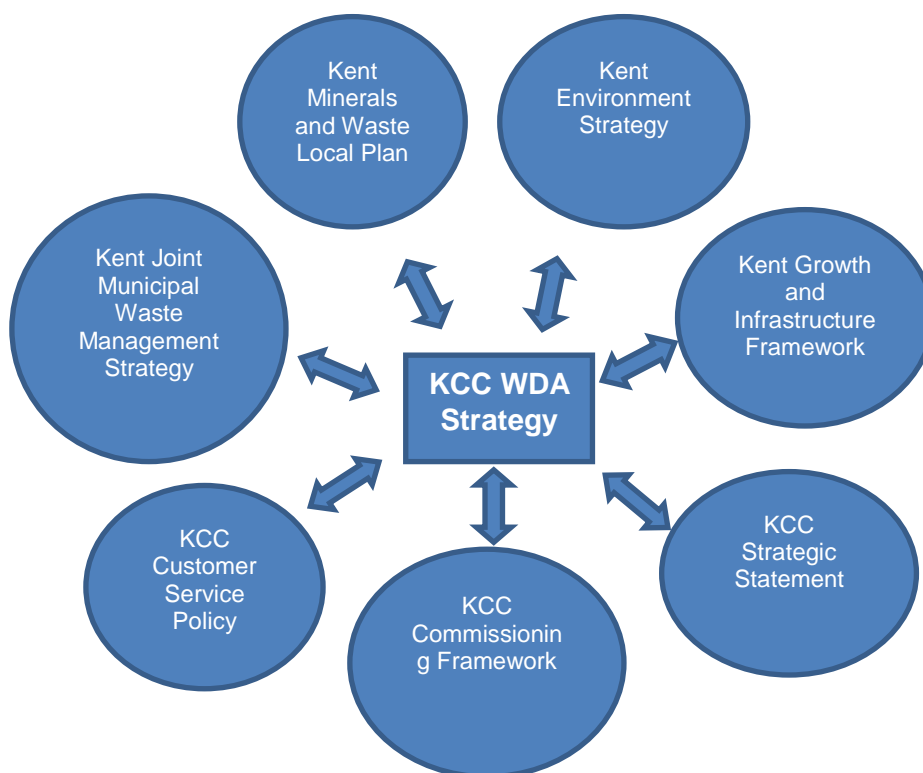 Kent
Minerals
and Waste
Local Plan
Kent
Environment
Strategy
Kent Joint
Municipal
Waste
Management
Strategy
Kent Growth
and
Infrastructure
Framework
KCC WDA
Strategy
KCC
Customer
Service
Policy
KCC
Commissionin
g Framework
KCC
Strategic
Statement